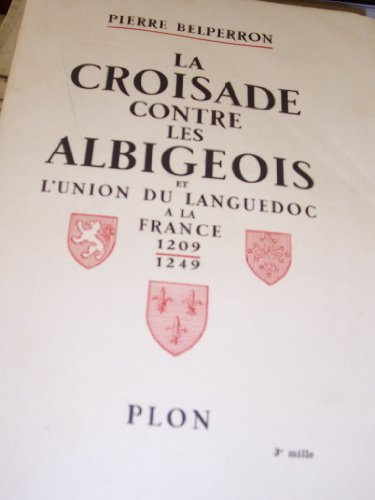 PIERRE BELPERRON
LA
CROISADE
CONTRE
LES
ALBIGEOIS
ET
L'UNION DU LANGUEDOC
A LA
FRANCE
1209
1249
PLON
3e mille